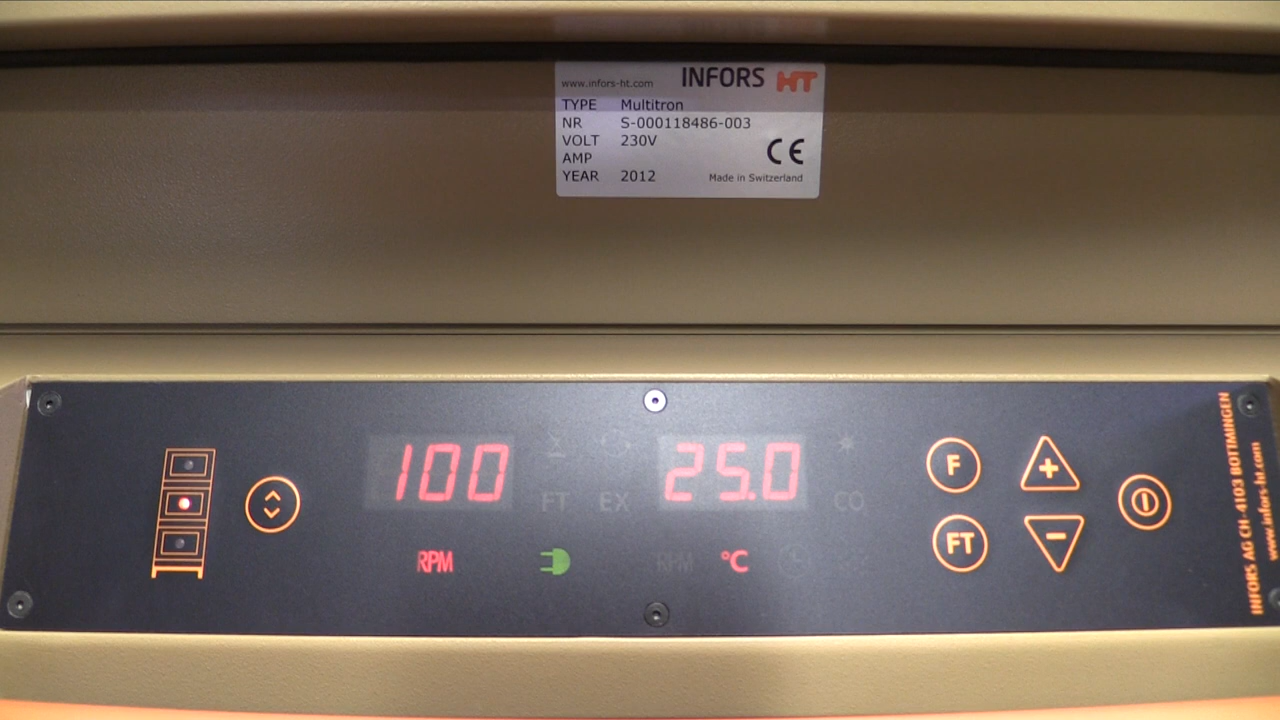 www.infors-ht.com INFORS HT
TYPE Multitron
NR S-000118486-003
VOLT 230V
AMP
CE
YEAR 2012 Made in Switzerland
100
25.0
FT EX
CO
RPM
RPM °C
F
+
FT
-
INFORS AG CH-4103 BOTTMINGEN
www.infors-ht.com